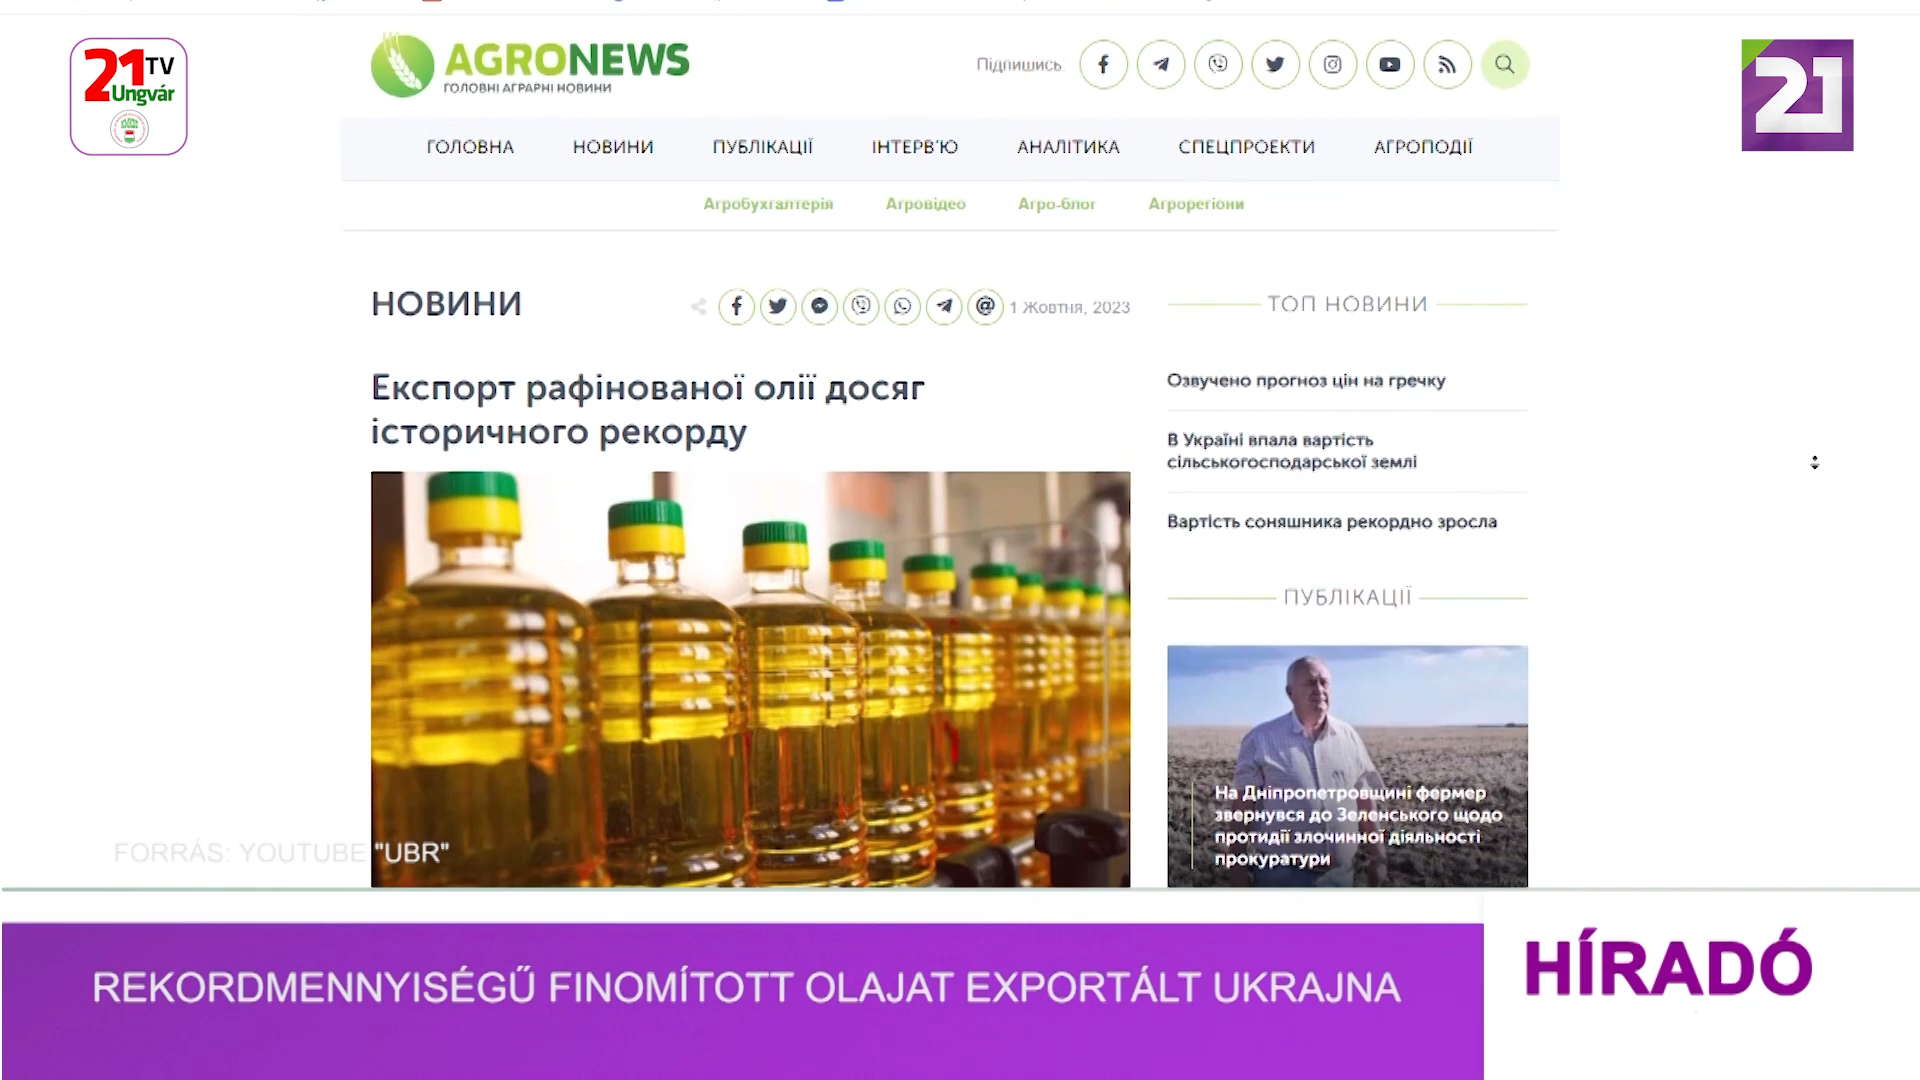 21 TV
Ungvár
AGRONEWS
ГОЛОВНІ АГРАРНІ НОВИНИ
Підпишись:
21
ГОЛОВНА НОВИНИ ПУБЛІКАЦІЇ ІНТЕРВ'Ю АНАЛІТИКА СПЕЦПРОЕКТИ АГРОПОДІЇ
Агробухгалтерія Агровідео Агро-блог Агрорегіони
НОВИНИ
1 Жовтня, 2023
Експорт рафінованої олії досяг
історичного рекорду
ТОП НОВИНИ
Озвучено прогноз цін на гречку
В Україні впала вартість
сільськогосподарської землі
Вартість соняшника рекордно зросла
ПУБЛІКАЦІЇ
На Дніпропетровщині фермер
звернувся до Зеленського щодо
протидії злочинної діяльності
прокуратури
FORRÁS: YOUTUBE "UBR"
REKORDMENNYISÉGŰ FINOMÍTOTT OLAJAT EXPORTÁLT UKRAJNA
HÍRADÓ